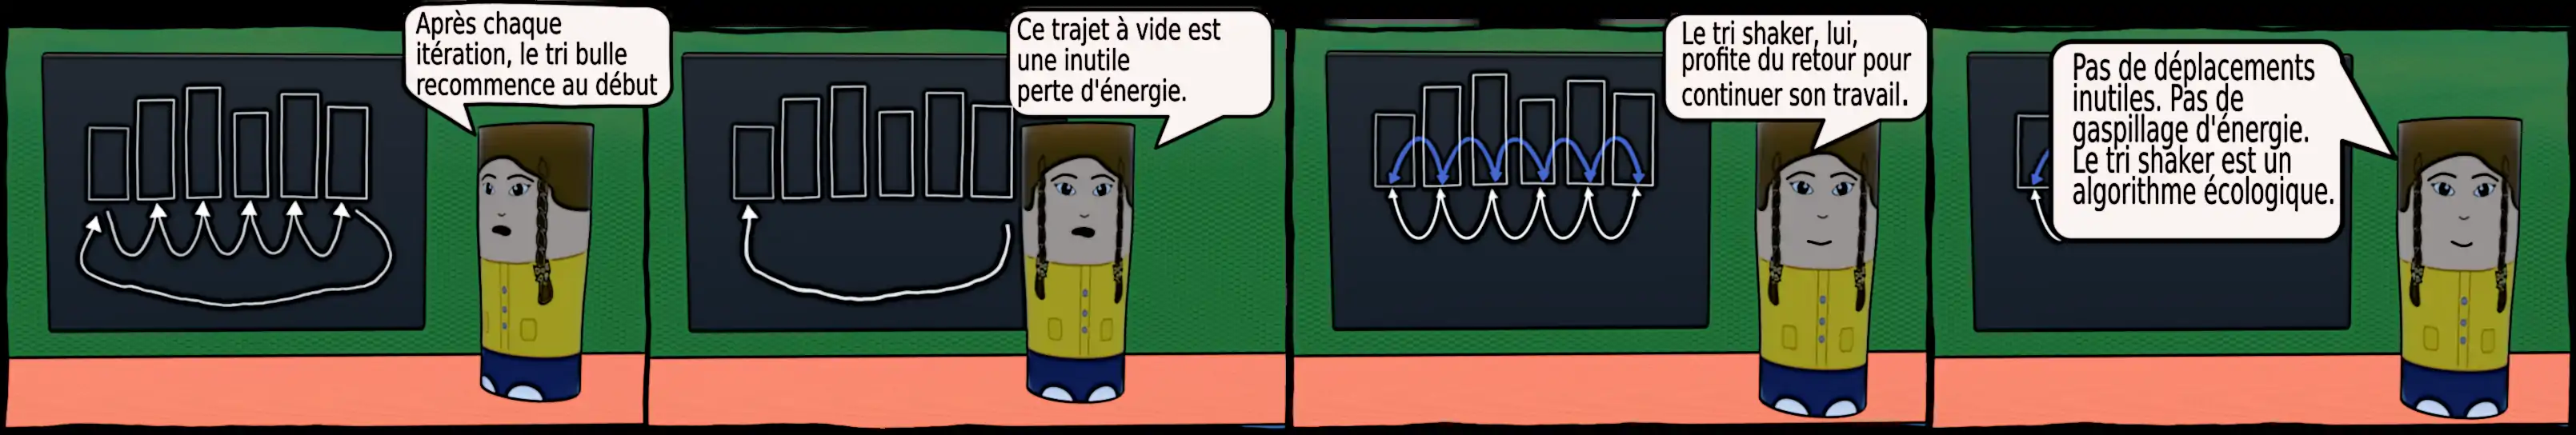 Après chaque
itération, le tri bulle
recommence au début
Ce trajet à vide est
une inutile
perte d'énergie.
Le tri shaker, lui,
profite du retour pour
continuer son travail.
Pas de déplacements
inutiles. Pas de
gaspillage d'énergie.
Le tri shaker est un
algorithme écologique.